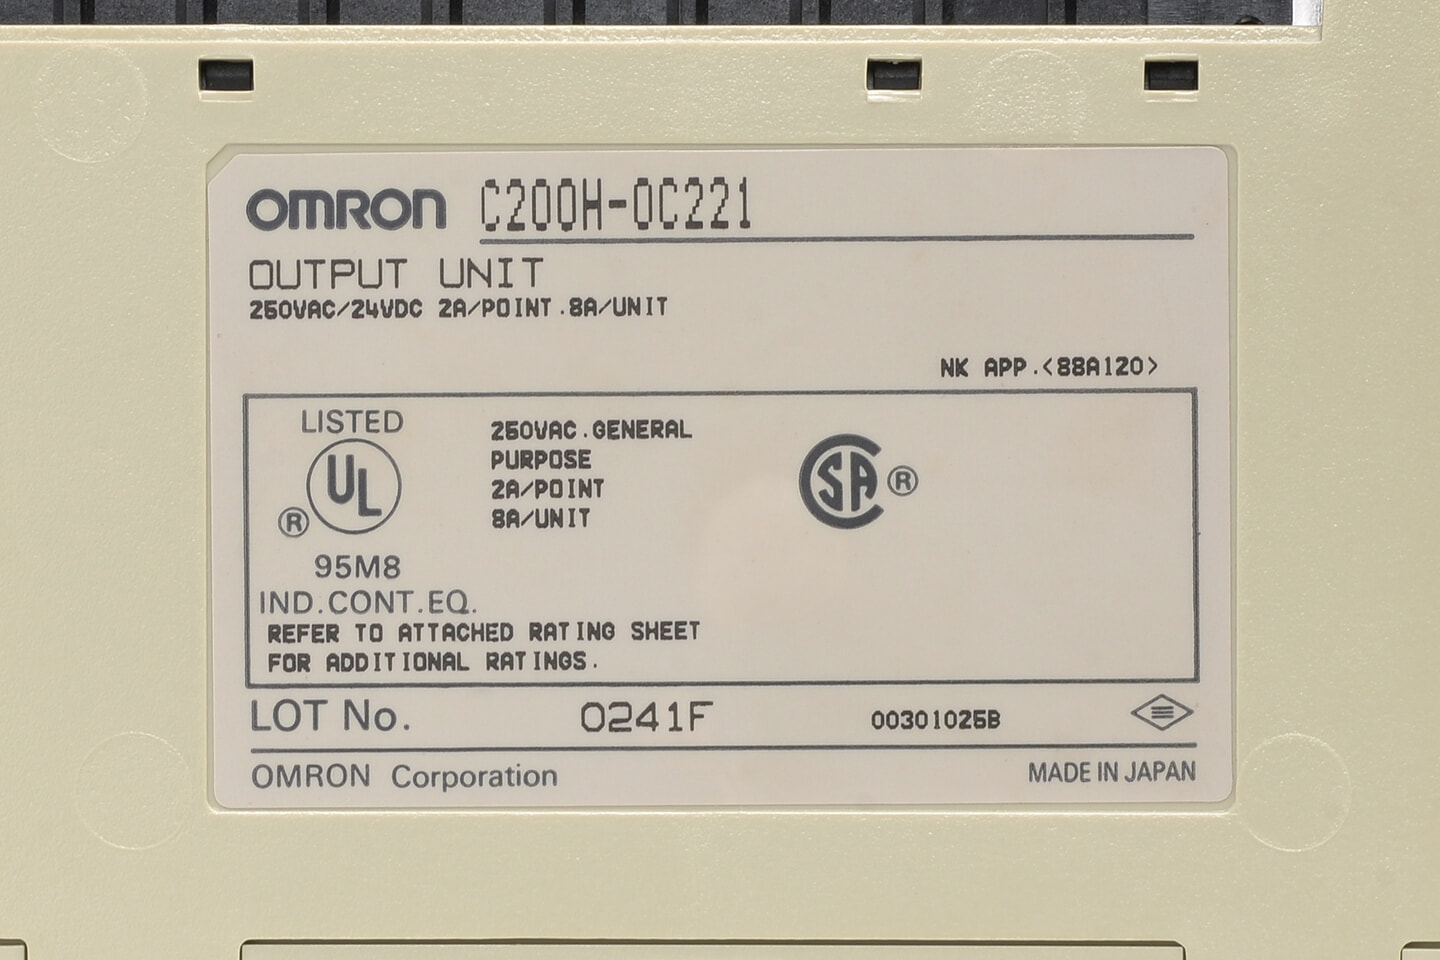 OMRON C200H-OC221
OUTPUT UNIT
250VAC/24VDC 2A/POINT.8A/UNIT
NK APP.<88A120>
LISTED
UL
®
95M8
IND.CONT.EQ.
250VAC.GENERAL
PURPOSE
2A/POINT
8A/UNIT
SA ®
REFER TO ATTACHED RATING SHEET
FOR ADDITIONAL RATINGS.
LOT No. 0241F 00301025B
OMRON Corporation MADE IN JAPAN